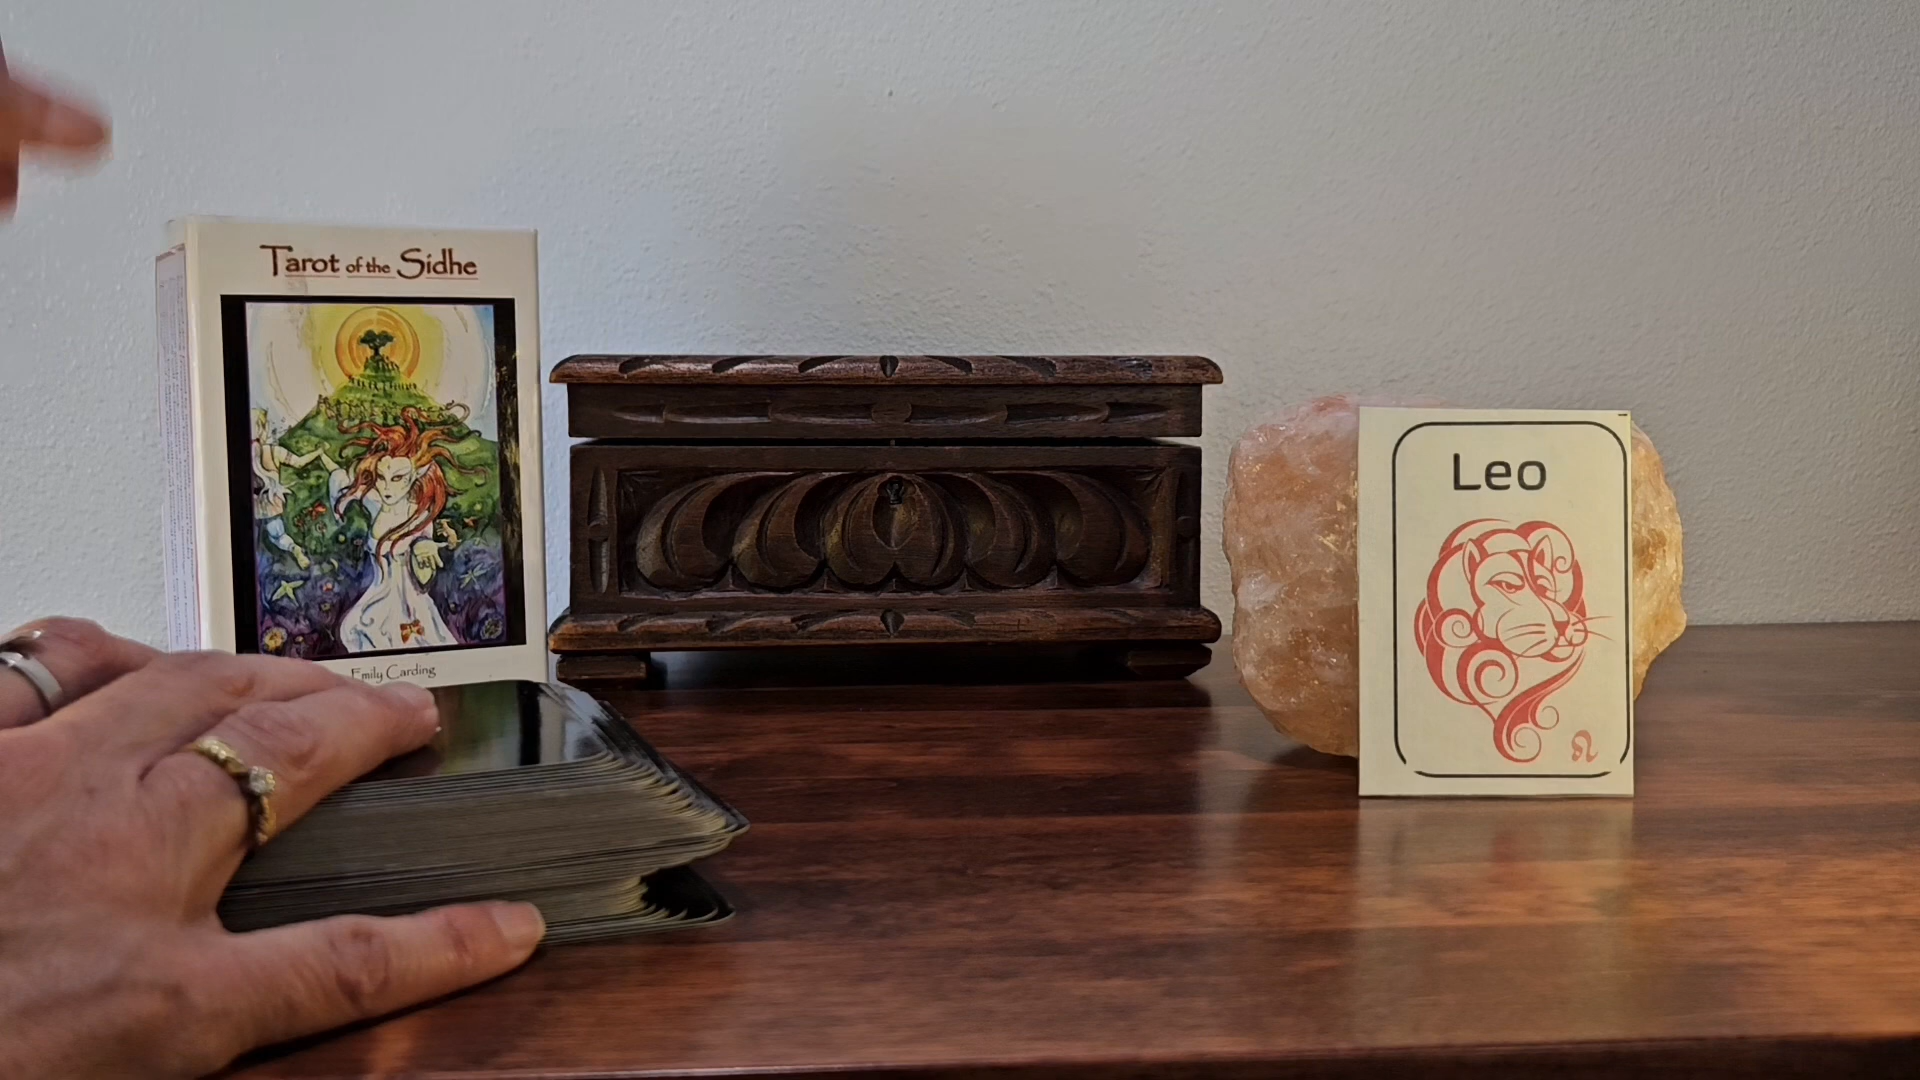 Tarot of the Sidhe
Emily Carding
Leo